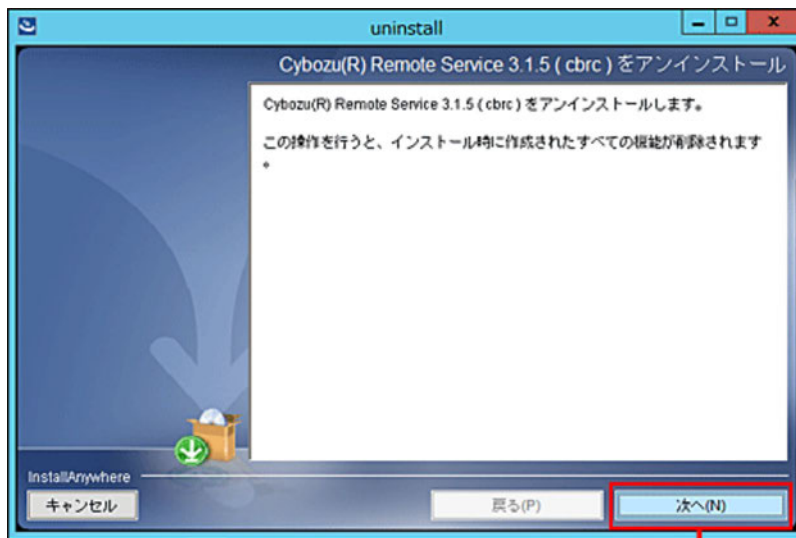 uninstall
Cybozu(R) Remote Service 3.1.5 ( cbrc ) をアンインストール
Cybozu(R) Remote Service 3.1.5 ( cbrc ) をアンインストールします。
この操作を行うと、インストール時に作成されたすべての機能が削除されます
。
InstallAnywhere
キャンセル
戻る(P)
次へ(N)